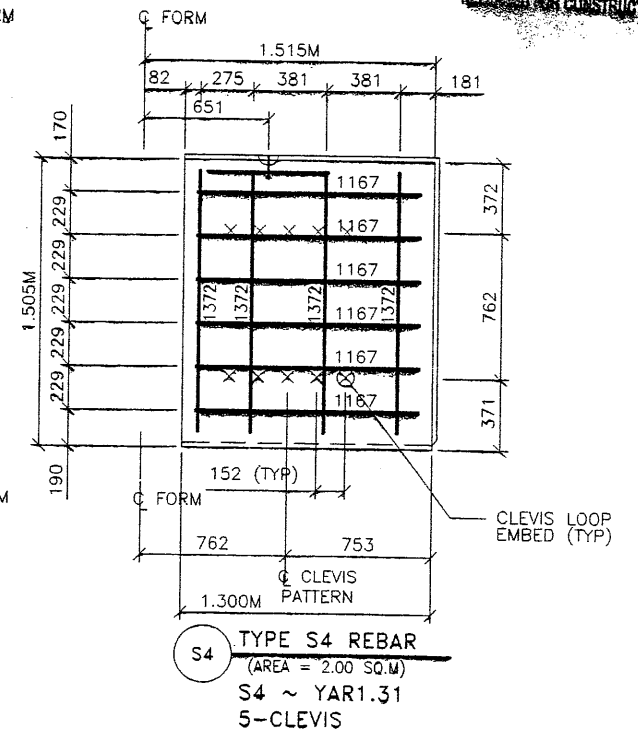 ℄ FORM
FOR CONSTRUCT
1.515M
82 275 381 381 181
651
170
229
229
229
229
229
190
1.505M
372
762
371
1167
1167
1167
1167
1167
1167
1372
1372
1372
1372
152 (TYP)
℄ FORM
CLEVIS LOOP
EMBED (TYP)
762 753
℄ CLEVIS
PATTERN
1.300M
S4
TYPE S4 REBAR
(AREA = 2.00 SQ.M)
S4 ~ YAR1.31
5-CLEVIS